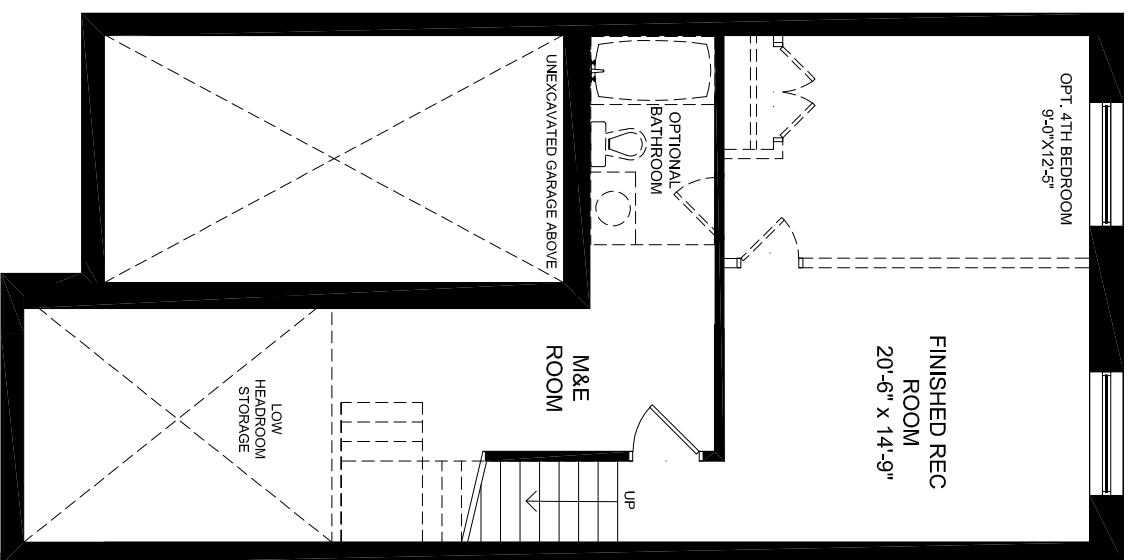 UNEXCAVATED GARAGE ABOVE
OPTIONAL
BATHROOM
OPT. 4TH BEDROOM
9'-0"X12'-5"
LOW
HEADROOM
STORAGE
M&E
ROOM
UP
FINISHED REC
ROOM
20'-6" x 14'-9"